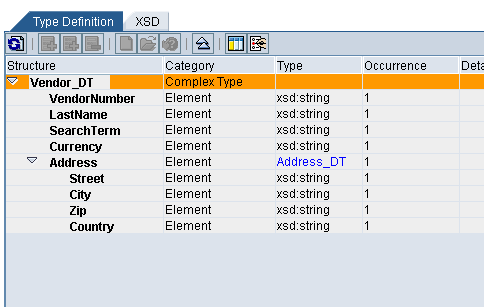 Type Definition XSD
Structure Category Type Occurrence Deta
Vendor_DT Complex Type
VendorNumber Element xsd:string 1
LastName Element xsd:string 1
SearchTerm Element xsd:string 1
Currency Element xsd:string 1
Address Element Address_DT 1
Street Element xsd:string 1
City Element xsd:string 1
Zip Element xsd:string 1
Country Element xsd:string 1